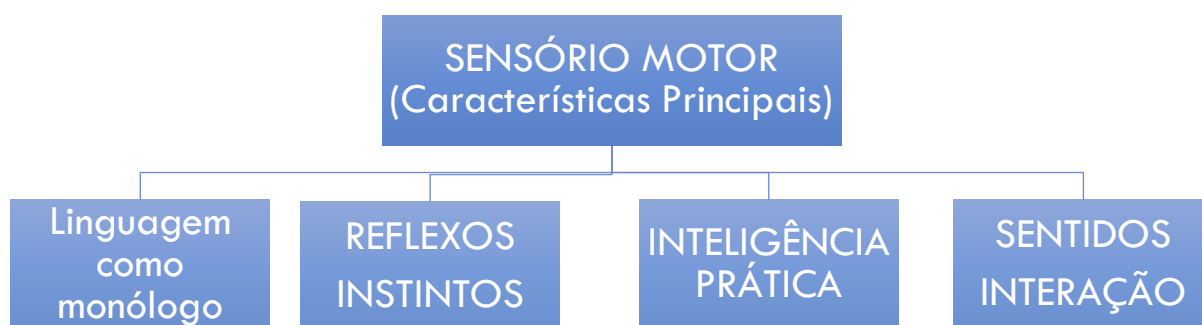 SENSÓRIO MOTOR
(Características Principais)
Linguagem
como
monólogo
REFLEXOS
INSTINTOS
INTELIGÊNCIA
PRÁTICA
SENTIDOS
INTERAÇÃO